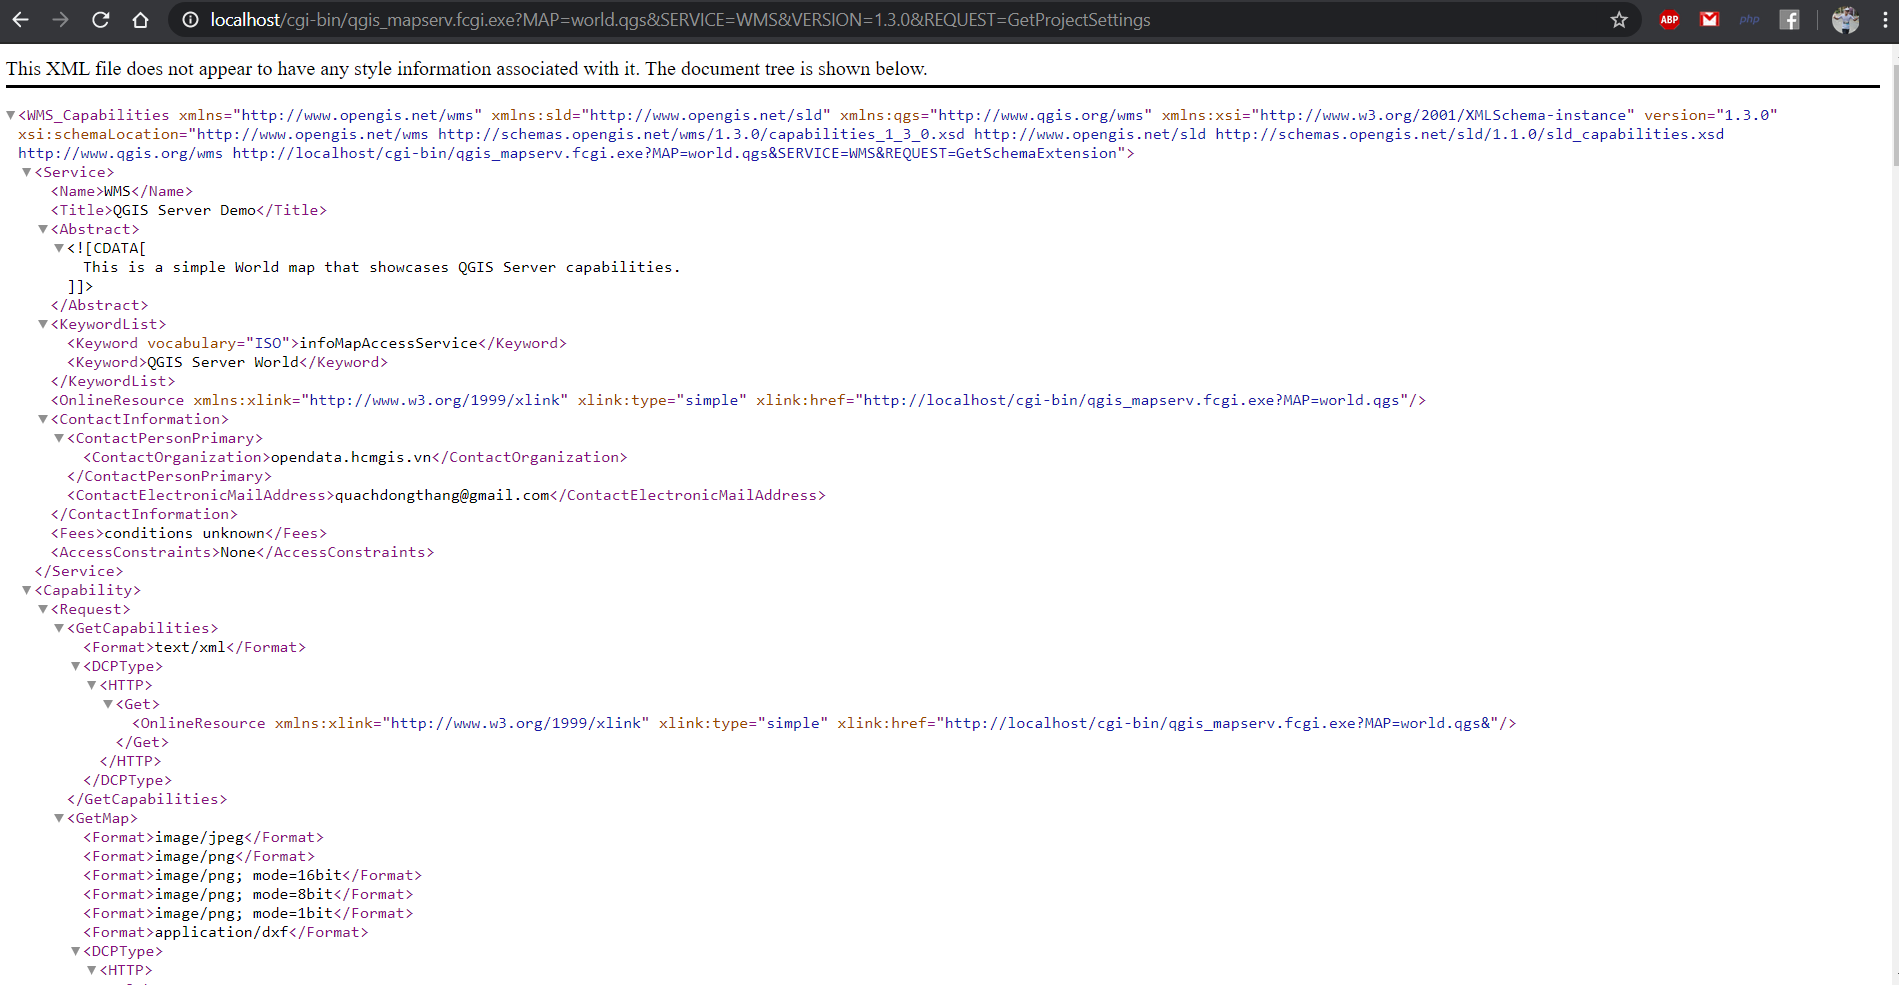 localhost/cgi-bin/qgis_mapserv.fcgi.exe?MAP=world.qgs&SERVICE=WMS&VERSION=1.3.0&REQUEST=GetProjectSettings
ABP
php
This XML file does not appear to have any style information associated with it. The document tree is shown below.
<WMS_Capabilities xmlns="http://www.opengis.net/wms" xmlns:sld="http://www.opengis.net/sld" xmlns:qgs="http://www.qgis.org/wms" xmlns:xsi="http://www.w3.org/2001/XMLSchema-instance" version="1.3.0"
xsi:schemaLocation="http://www.opengis.net/wms http://schemas.opengis.net/wms/1.3.0/capabilities_1_3_0.xsd http://www.opengis.net/sld http://schemas.opengis.net/sld/1.1.0/sld_capabilities.xsd
http://www.qgis.org/wms http://localhost/cgi-bin/qgis_mapserv.fcgi.exe?MAP=world.qgs&SERVICE=WMS&REQUEST=GetSchemaExtension">
<Service>
<Name>WMS</Name>
<Title>QGIS Server Demo</Title>
<Abstract>
<![CDATA[
This is a simple World map that showcases QGIS Server capabilities.
]]>
</Abstract>
<KeywordList>
<Keyword vocabulary="ISO">infoMapAccessService</Keyword>
<Keyword>QGIS Server World</Keyword>
</KeywordList>
<OnlineResource xmlns:xlink="http://www.w3.org/1999/xlink" xlink:type="simple" xlink:href="http://localhost/cgi-bin/qgis_mapserv.fcgi.exe?MAP=world.qgs"/>
<ContactInformation>
<ContactPersonPrimary>
<ContactOrganization>opendata.hcmgis.vn</ContactOrganization>
</ContactPersonPrimary>
<ContactElectronicMailAddress>quachdongthang@gmail.com</ContactElectronicMailAddress>
</ContactInformation>
<Fees>conditions unknown</Fees>
<AccessConstraints>None</AccessConstraints>
</Service>
<Capability>
<Request>
<GetCapabilities>
<Format>text/xml</Format>
<DCPType>
<HTTP>
<Get>
<OnlineResource xmlns:xlink="http://www.w3.org/1999/xlink" xlink:type="simple" xlink:href="http://localhost/cgi-bin/qgis_mapserv.fcgi.exe?MAP=world.qgs&"/>
</Get>
</HTTP>
</DCPType>
</GetCapabilities>
<GetMap>
<Format>image/jpeg</Format>
<Format>image/png</Format>
<Format>image/png; mode=16bit</Format>
<Format>image/png; mode=8bit</Format>
<Format>image/png; mode=1bit</Format>
<Format>application/dxf</Format>
<DCPType>
<HTTP>